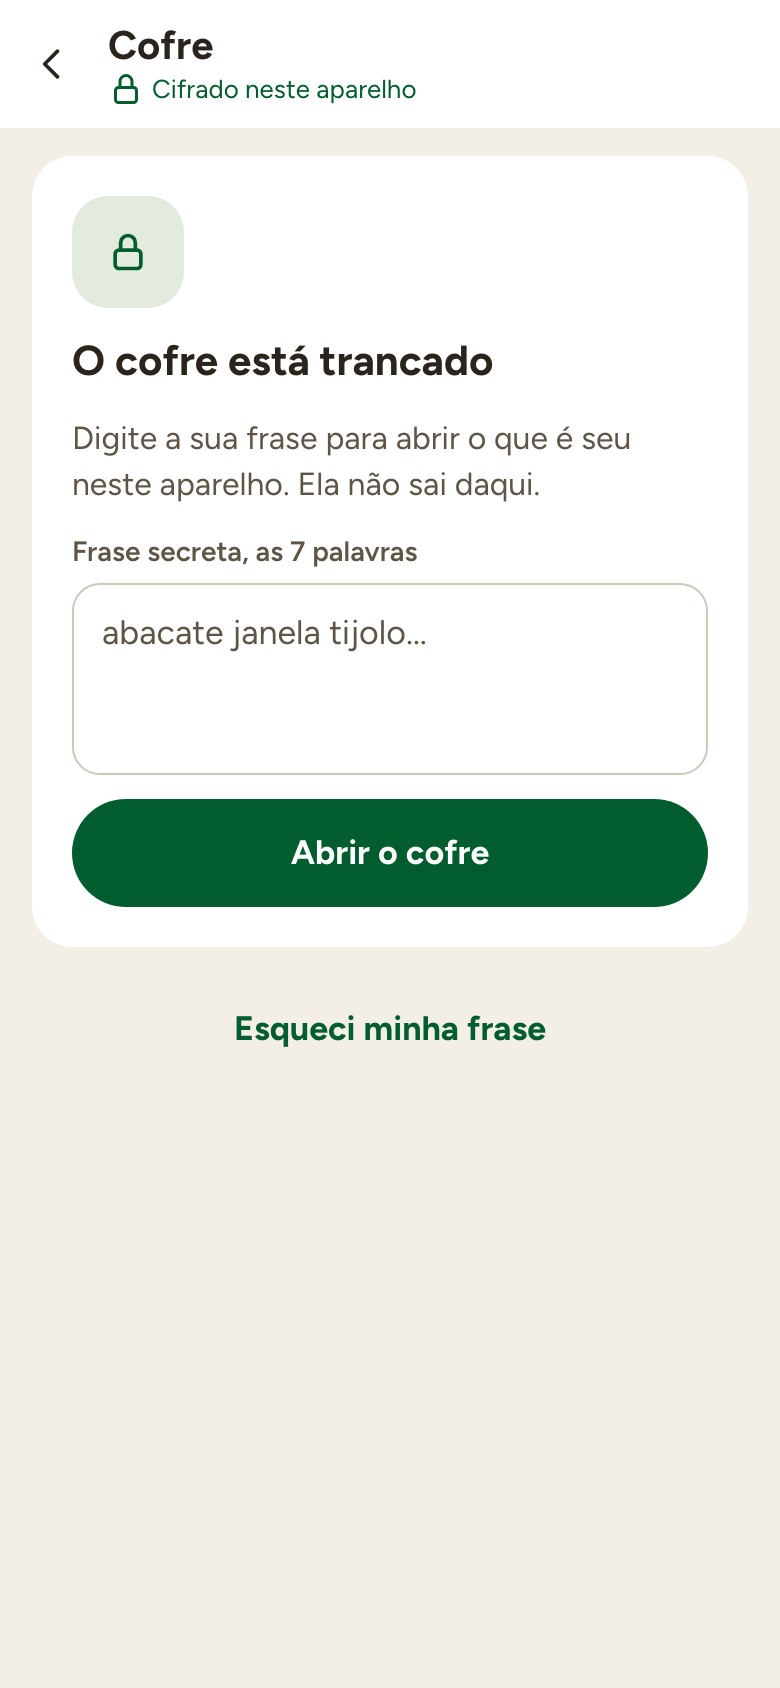 Cofre
Cifrado neste aparelho
O cofre está trancado
Digite a sua frase para abrir o que é seu
neste aparelho. Ela não sai daqui.
Frase secreta, as 7 palavras
abacate janela tijolo...
Abrir o cofre
Esqueci minha frase